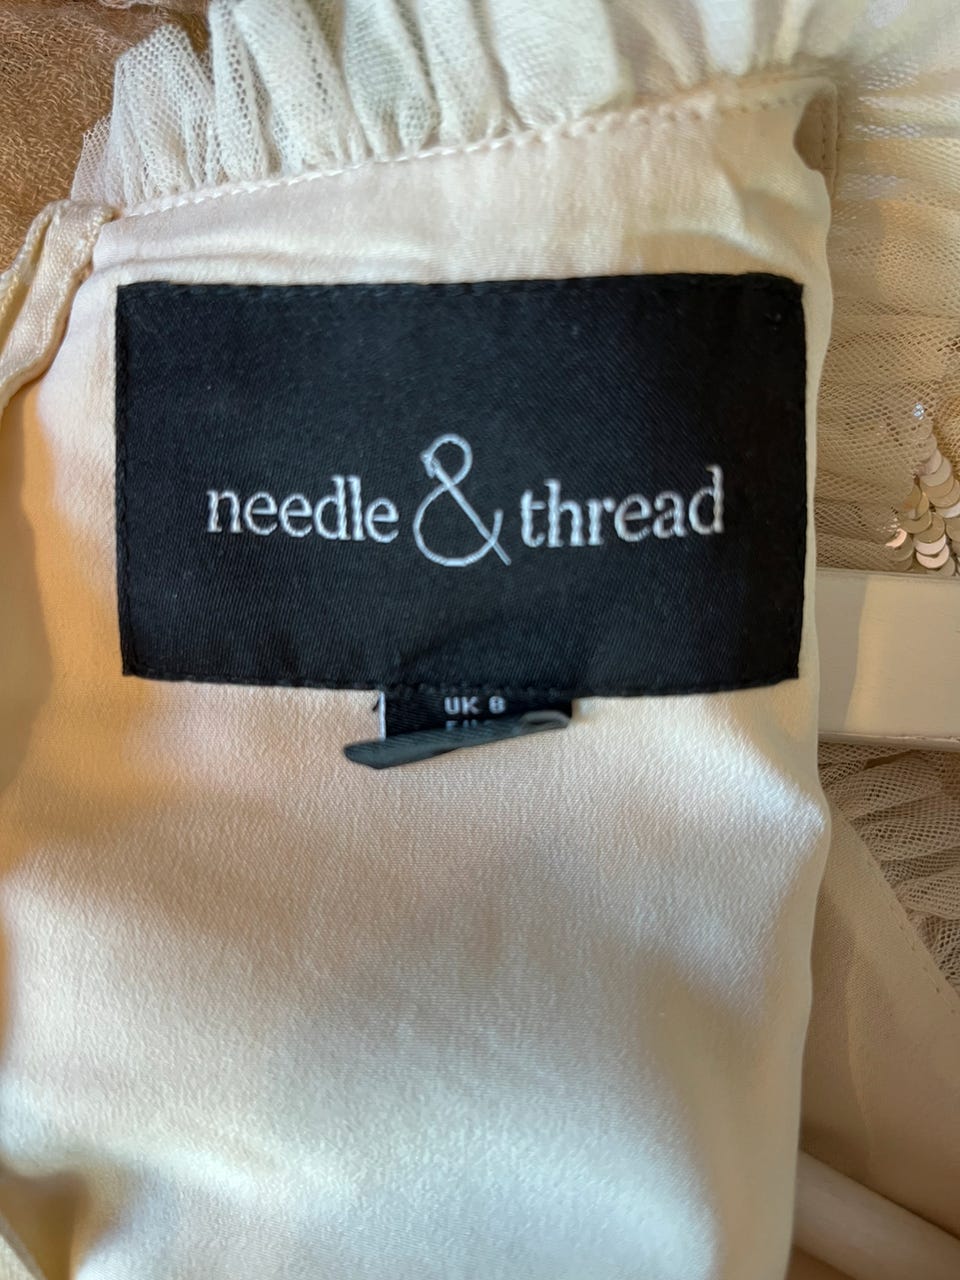 needle & thread
UK 8